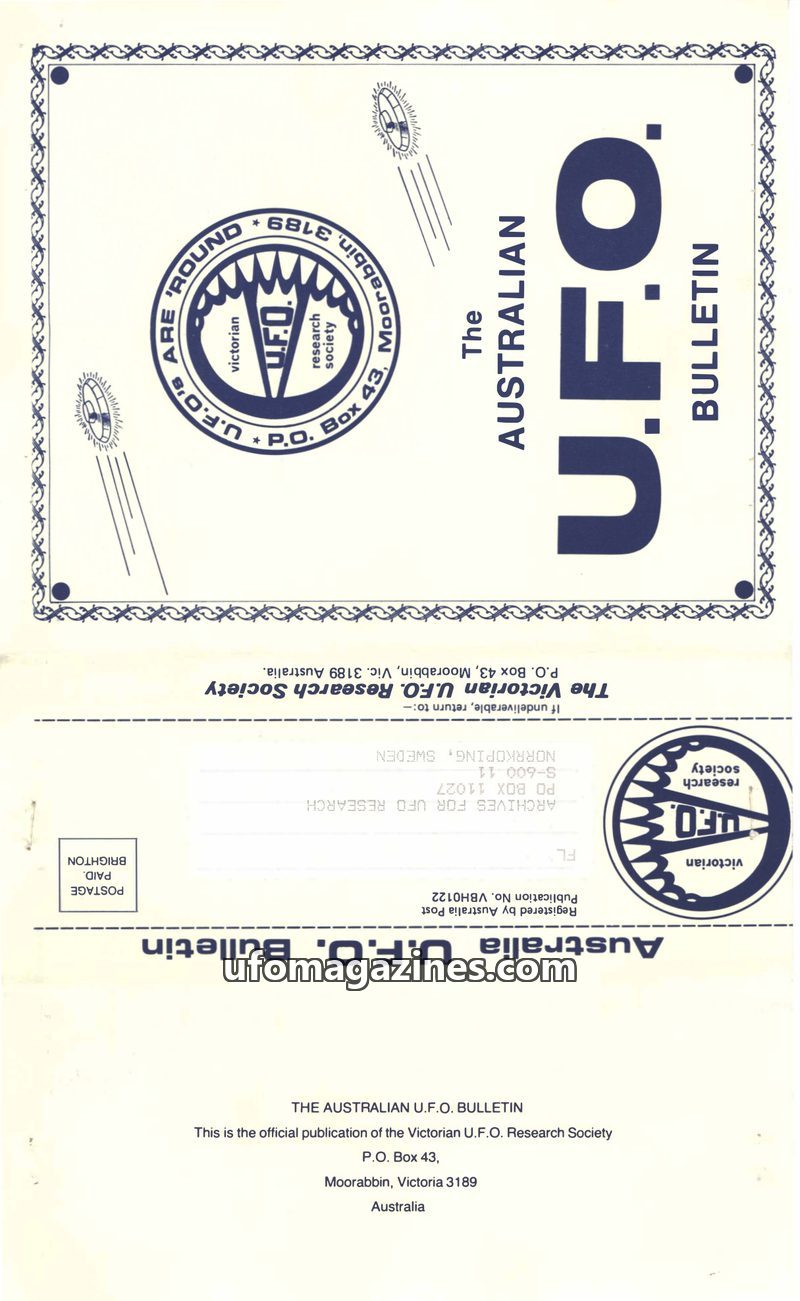 The
AUSTRALIAN
U.F.O.
BULLETIN
U.F.O's ARE 'ROUND * P.O. Box 43, Moorabbin, 3189 *
victorian
U.F.O.
research
society
If undeliverable, return to:—
The Victorian U.F.O. Research Society
P.O. Box 43, Moorabbin, Vic. 3189 Australia.
Australia U.F.O. Bulletin
Registered by Australia Post
Publication No. VBH0122
POSTAGE
PAID.
BRIGHTON
victorian
U.F.O.
research
society
FL
ARCHIVES FOR UFO RESEARCH
PO BOX 11027
S-600 11
NORRKOPING, SWEDEN
ufomagazines.com
THE AUSTRALIAN U.F.O. BULLETIN
This is the official publication of the Victorian U.F.O. Research Society
P.O. Box 43,
Moorabbin, Victoria 3189
Australia